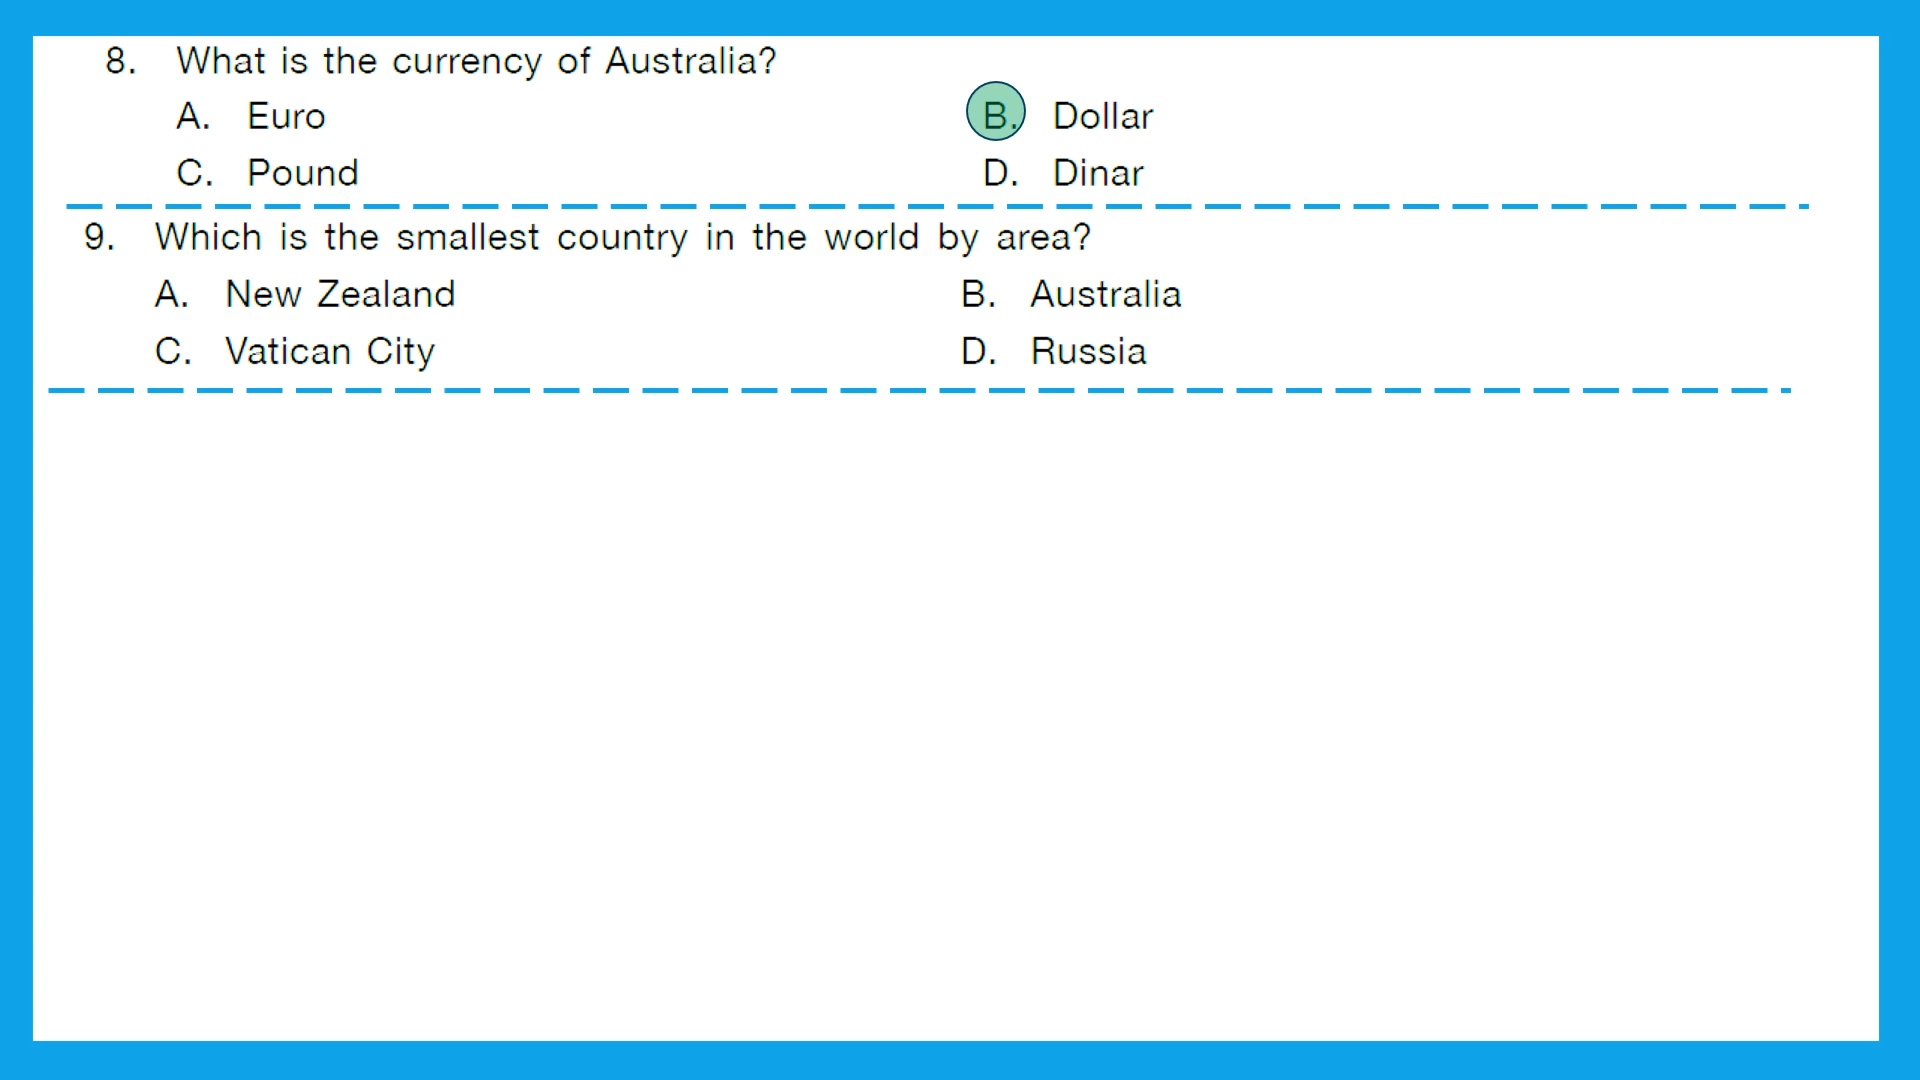 8. What is the currency of Australia?
A. Euro B. Dollar
C. Pound D. Dinar
9. Which is the smallest country in the world by area?
A. New Zealand B. Australia
C. Vatican City D. Russia